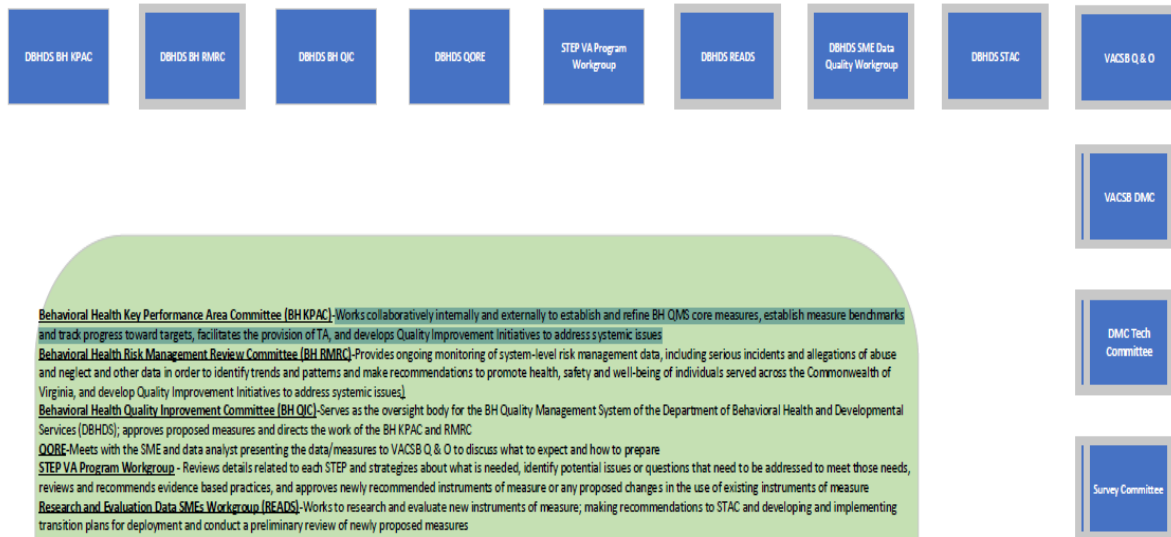 DBHDS BH KPAC
DBHDS BH RMRC
DBHDS BH QIC
DBHDS QORE
STEP VA Program
Workgroup
DBHDS READS
DBHDS SME Data
Quality Workgroup
DBHDS STAC
VACSB Q & O
VACSB DMC
DMC Tech
Committee
Survey Committee
Behavioral Health Key Performance Area Committee (BH KPAC)-Works collaboratively internally and externally to establish and refine BH QMS core measures, establish measure benchmarks
and track progress toward targets, facilitates the provision of TA, and develops Quality Improvement Initiatives to address systemic issues
Behavioral Health Risk Management Review Committee (BH RMRC)-Provides ongoing monitoring of system-level risk management data, including serious incidents and allegations of abuse
and neglect and other data in order to identify trends and patterns and make recommendations to promote health, safety and well-being of individuals served across the Commonwealth of
Virginia, and develop Quality Improvement Initiatives to address systemic issues)
Behavioral Health Quality Inprovement Committee (BH QIC)-Serves as the oversight body for the BH Quality Management System of the Department of Behavioral Health and Developmental
Services (DBHDS); approves proposed measures and directs the work of the BH KPAC and RMRC
QORE-Meets with the SME and data analyst presenting the data/measures to VACSB Q & O to discuss what to expect and how to prepare
STEP VA Program Workgroup - Reviews details related to each STEP and strategizes about what is needed, identify potential issues or questions that need to be addressed to meet those needs,
reviews and recommends evidence based practices, and approves newly recommended instruments of measure or any proposed changes in the use of existing instruments of measure
Research and Evaluation Data SMEs Workgroup (READS)-Works to research and evaluate new instruments of measure; making recommendations to STAC and developing and implementing
transition plans for deployment and conduct a preliminary review of newly proposed measures